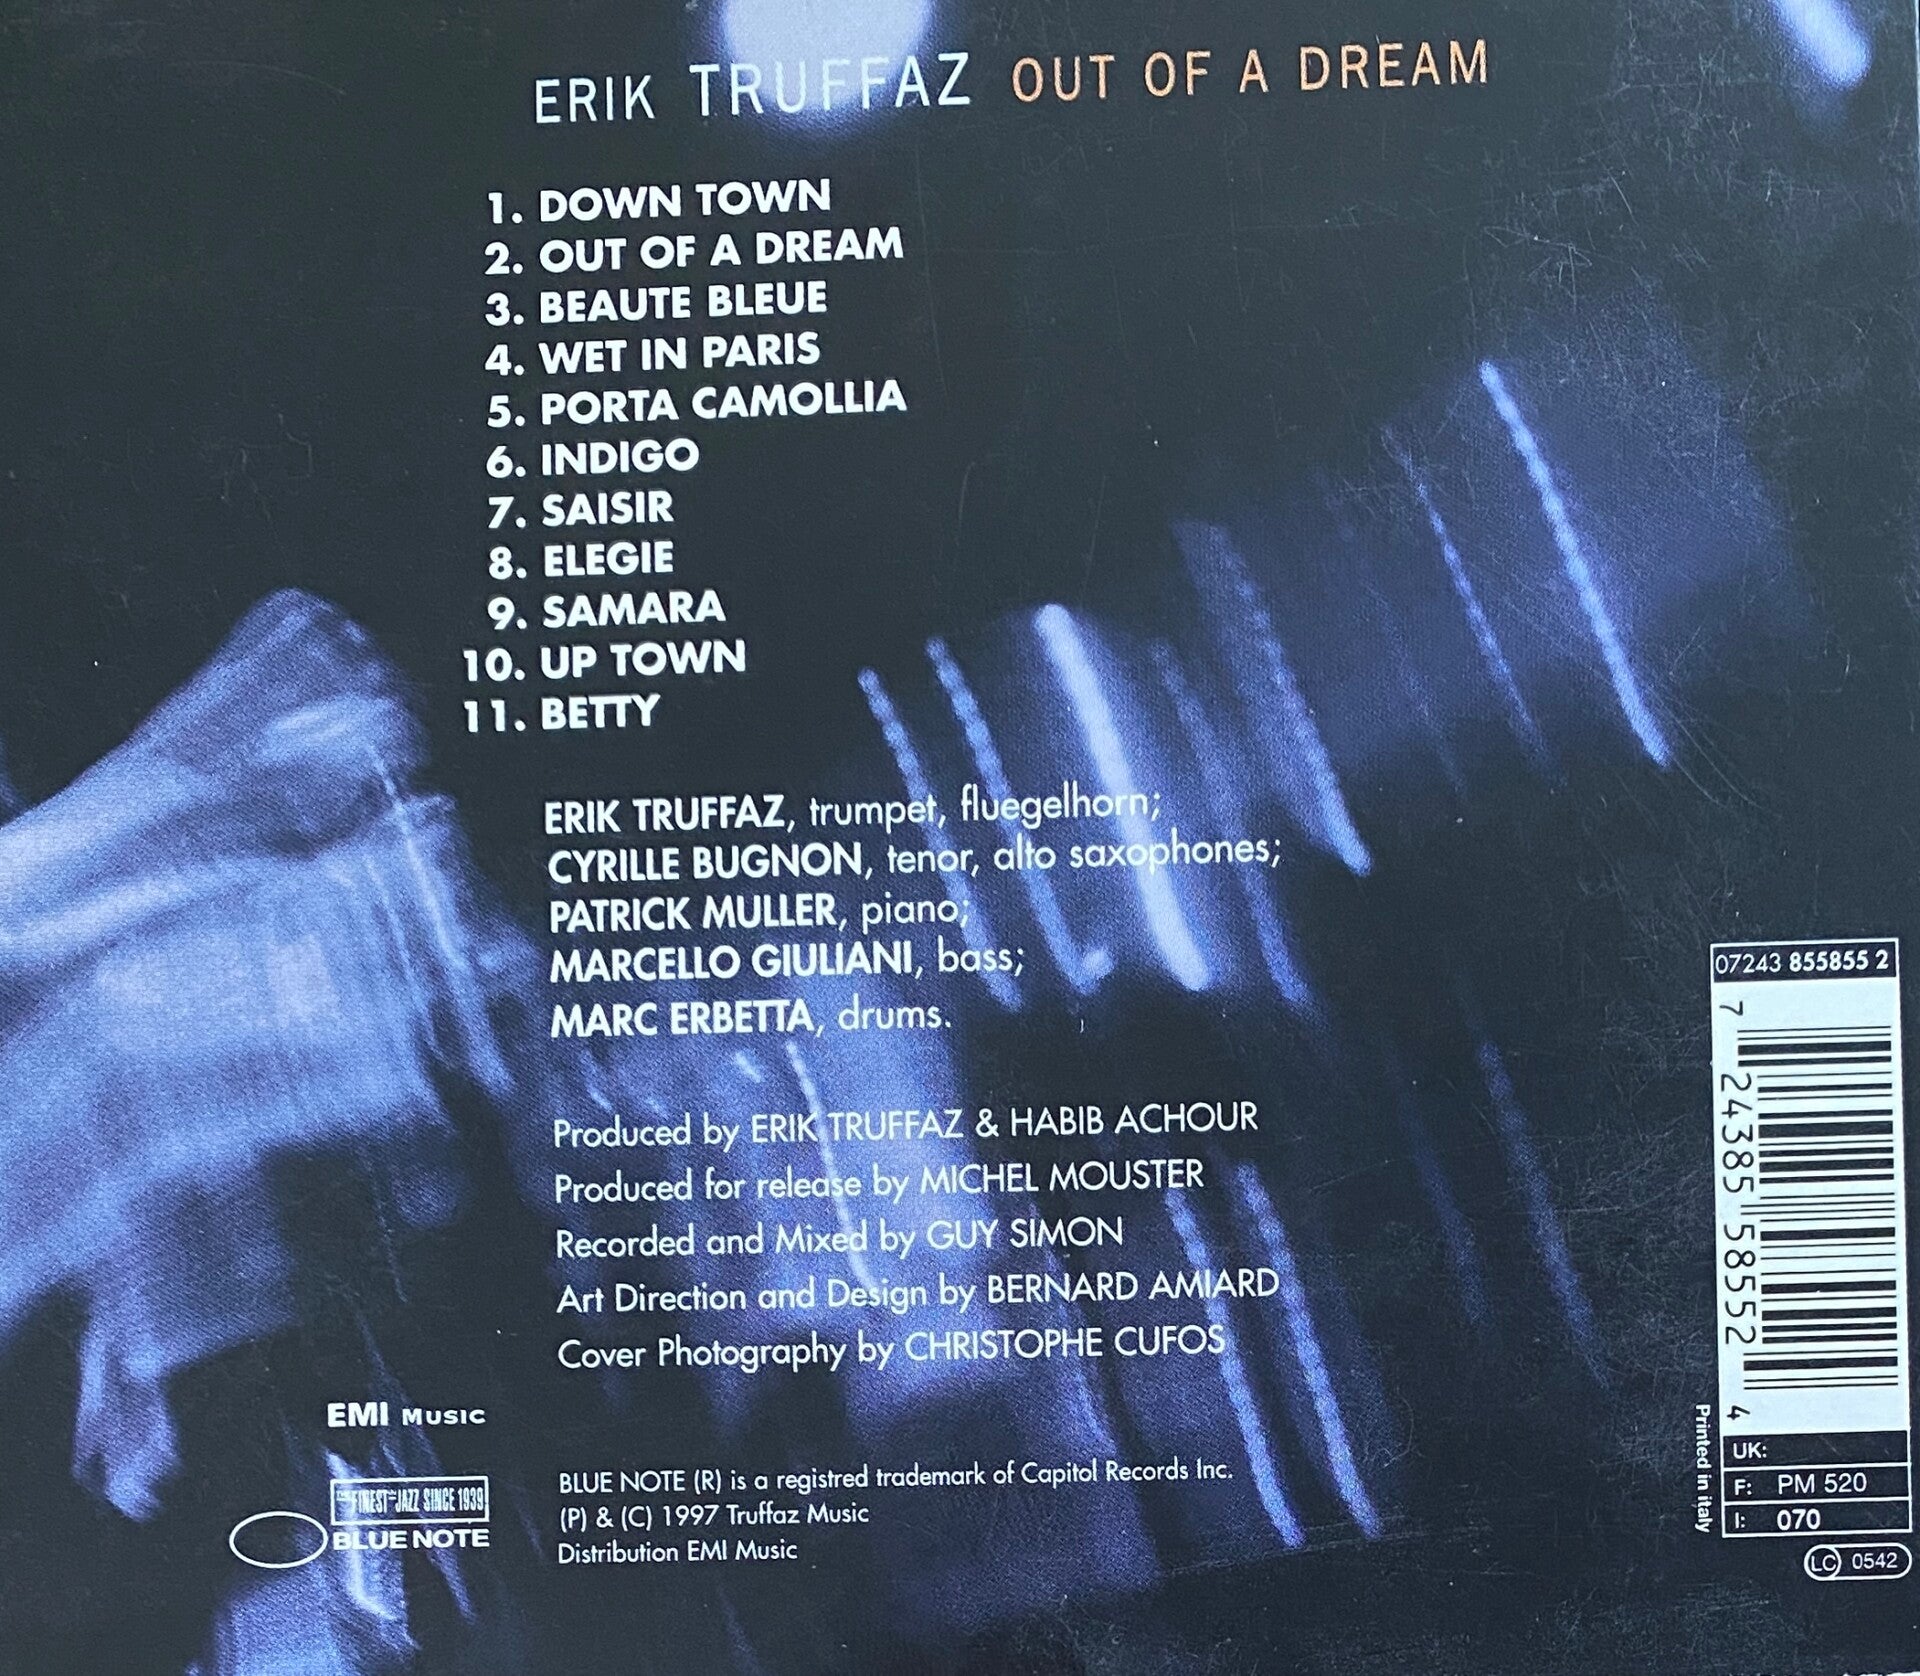 ERIK TRUFFAZ OUT OF A DREAM
1. DOWN TOWN
2. OUT OF A DREAM
3. BEAUTE BLEUE
4. WET IN PARIS
5. PORTA CAMOLLIA
6. INDIGO
7. SAISIR
8. ELEGIE
9. SAMARA
10. UP TOWN
11. BETTY
ERIK TRUFFAZ, trumpet, fluegelhorn;
CYRILLE BUGNON, tenor, alto saxophones;
PATRICK MULLER, piano;
MARCELLO GIULIANI, bass;
MARC ERBETTA, drums.
Produced by ERIK TRUFFAZ & HABIB ACHOUR
Produced for release by MICHEL MOUSTER
Recorded and Mixed by GUY SIMON
Art Direction and Design by BERNARD AMIARD
Cover Photography by CHRISTOPHE CUFOS
EMI MUSIC
THE FINEST IN JAZZ SINCE 1939
BLUE NOTE
BLUE NOTE (R) is a registred trademark of Capitol Records Inc.
(P) & (C) 1997 Truffaz Music
Distribution EMI Music
07243 855855 2
7 24385 58552 4
Printed in italy
UK:
F: PM 520
I: 070
LC 0542